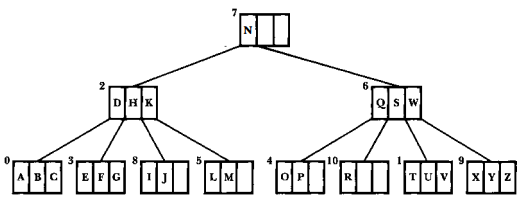 7
N
2 6
D H K Q S W
0 3 8 5 4 10 1 9
A B C E F G I J L M O P R T U V X Y Z